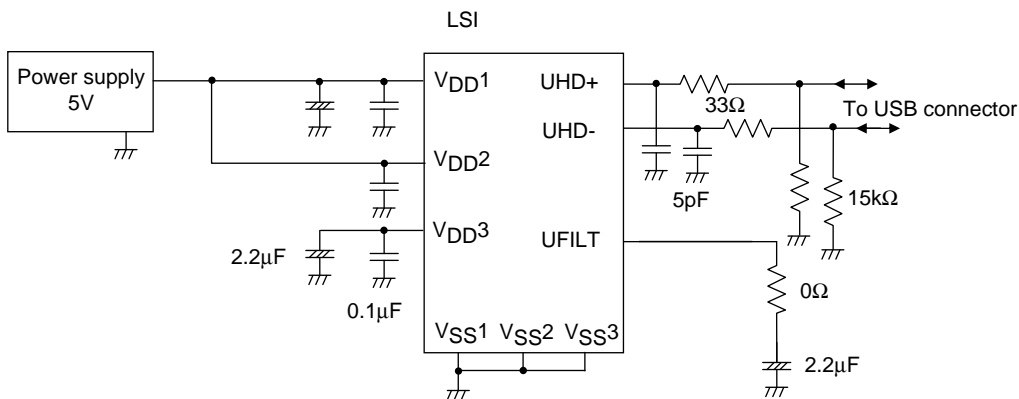 LSI
Power supply
5V
VDD1
UHD+
33Ω
To USB connector
UHD-
VDD2
5pF
15kΩ
VDD3
UFILT
2.2μF
0.1μF
0Ω
VSS1
VSS2
VSS3
2.2μF